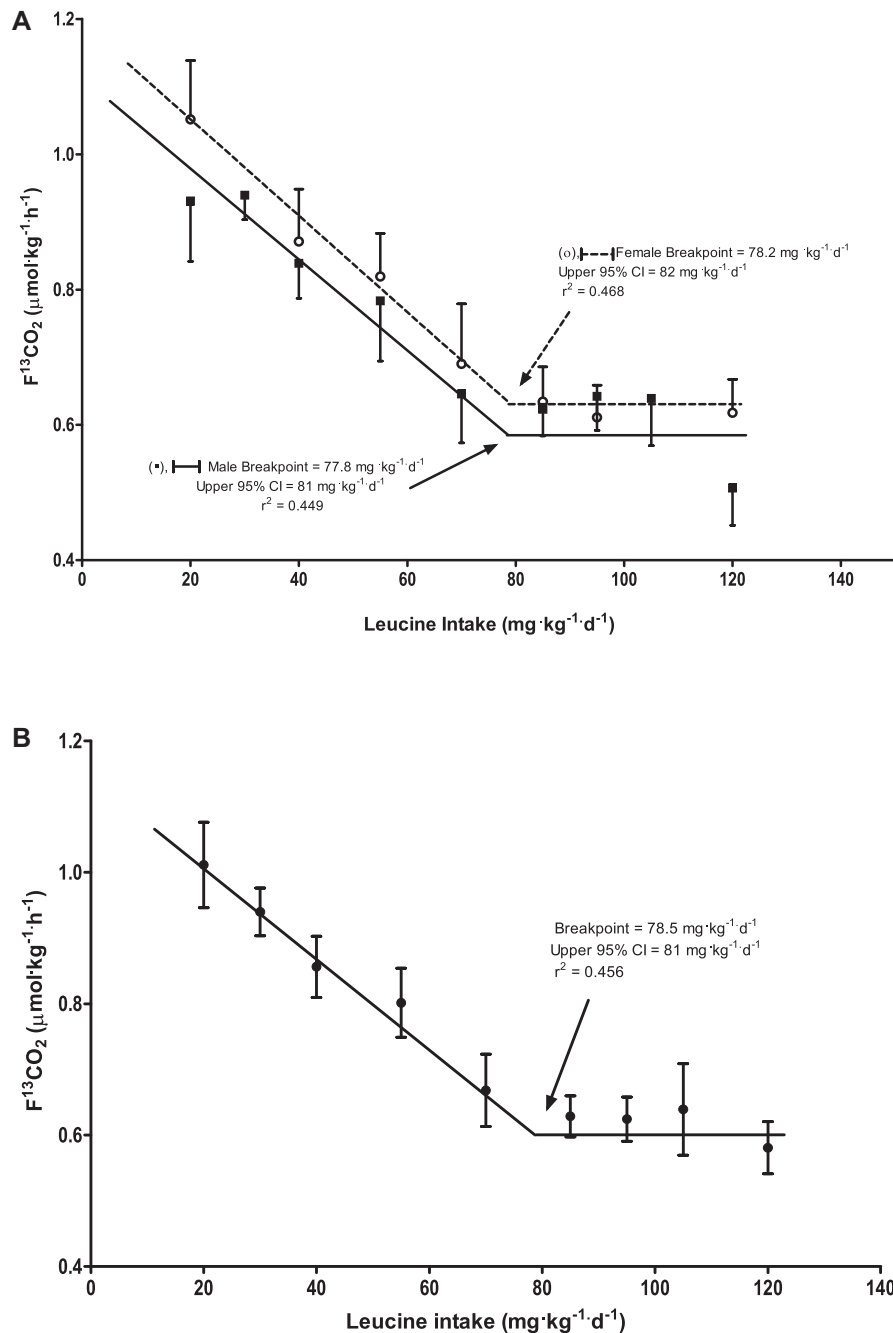 A
1.2
1.0
0.8
0.6
0.4
F¹³CO₂ (μmol·kg⁻¹·h⁻¹)
(o), Female Breakpoint = 78.2 mg·kg⁻¹·d⁻¹
Upper 95% CI = 82 mg·kg⁻¹·d⁻¹
r² = 0.468
(▪), Male Breakpoint = 77.8 mg·kg⁻¹·d⁻¹
Upper 95% CI = 81 mg·kg⁻¹·d⁻¹
r² = 0.449
0 20 40 60 80 100 120 140
Leucine Intake (mg·kg⁻¹·d⁻¹)
B
1.2
1.0
0.8
0.6
0.4
F¹³CO₂ (μmol·kg⁻¹·h⁻¹)
Breakpoint = 78.5 mg·kg⁻¹·d⁻¹
Upper 95% CI = 81 mg·kg⁻¹·d⁻¹
r² = 0.456
0 20 40 60 80 100 120 140
Leucine intake (mg·kg⁻¹·d⁻¹)